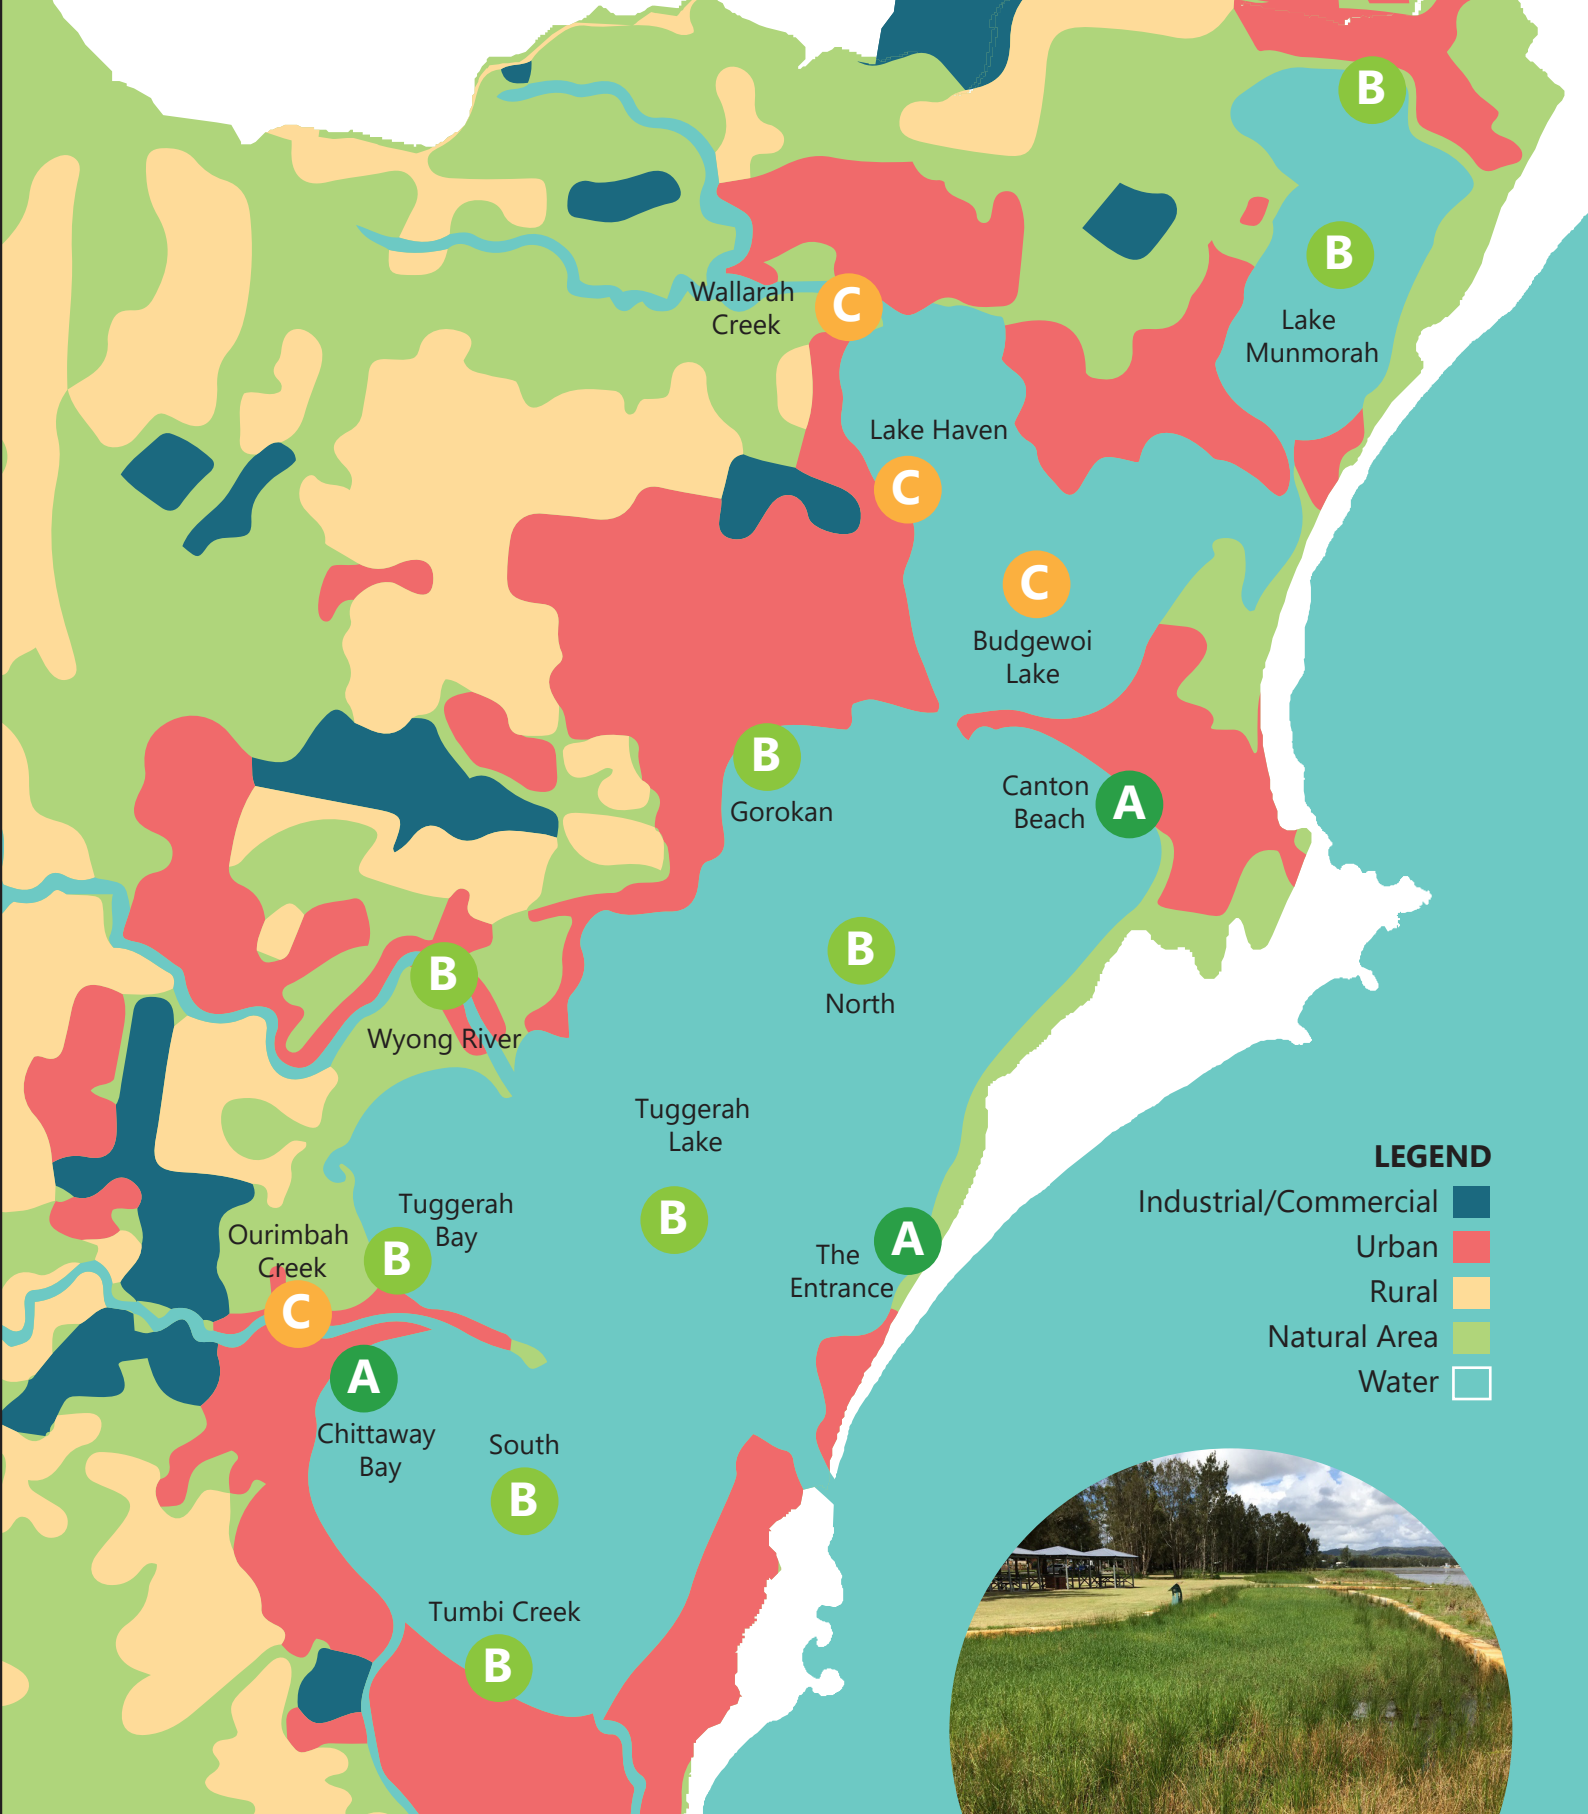 B
B
Lake
Munmorah
Wallarah
Creek
C
Lake Haven
C
C
Budgewoi
Lake
B
Gorokan
Canton
Beach
A
B
North
B
Wyong River
Tuggerah
Lake
B
Tuggerah
Bay
B
Ourimbah
Creek
C
The
Entrance
A
A
Chittaway
Bay
South
B
Tumbi Creek
B
LEGEND
Industrial/Commercial
Urban
Rural
Natural Area
Water